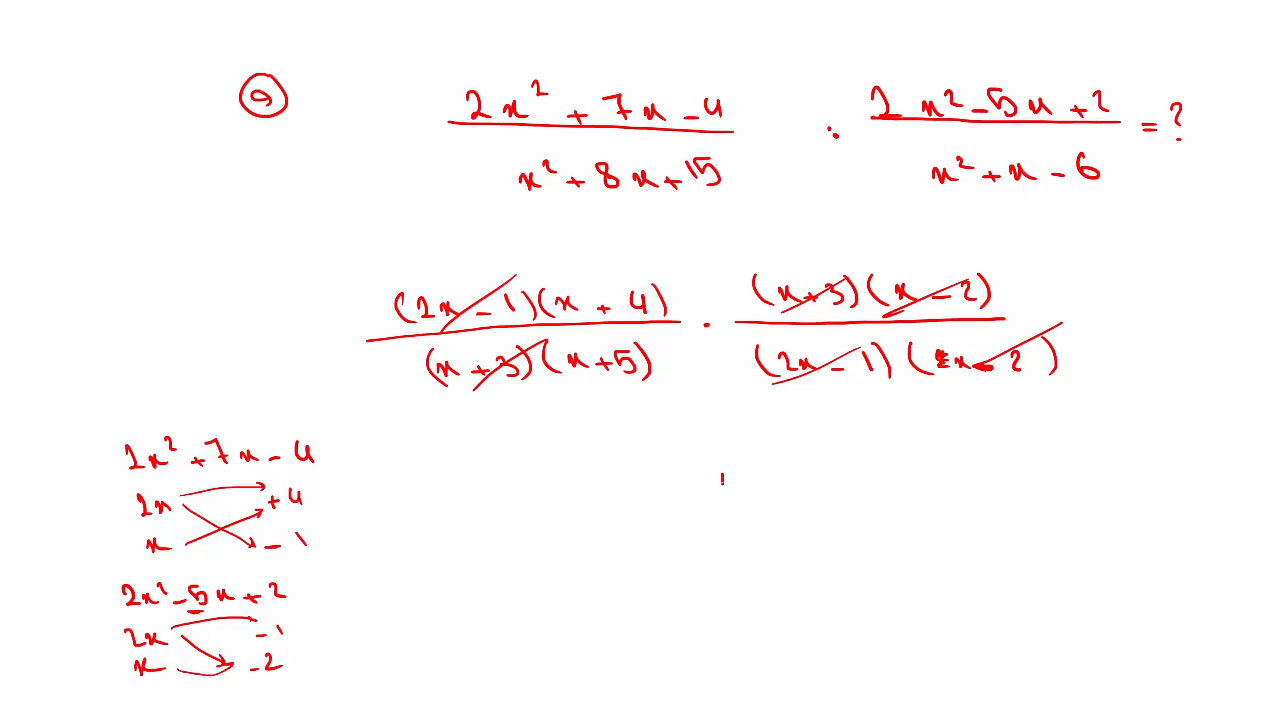 2x² + 7x - 4 : 2x² - 5x + 2 = ?
x² + 8x + 15 x² + x - 6
(2x - 1)(x + 4) . (x + 3)(x - 2)
(x + 3)(x + 5) (2x - 1)(x - 2)
2x² + 7x - 4
2x +4
x -1
2x² - 5x + 2
2x -1
x -2